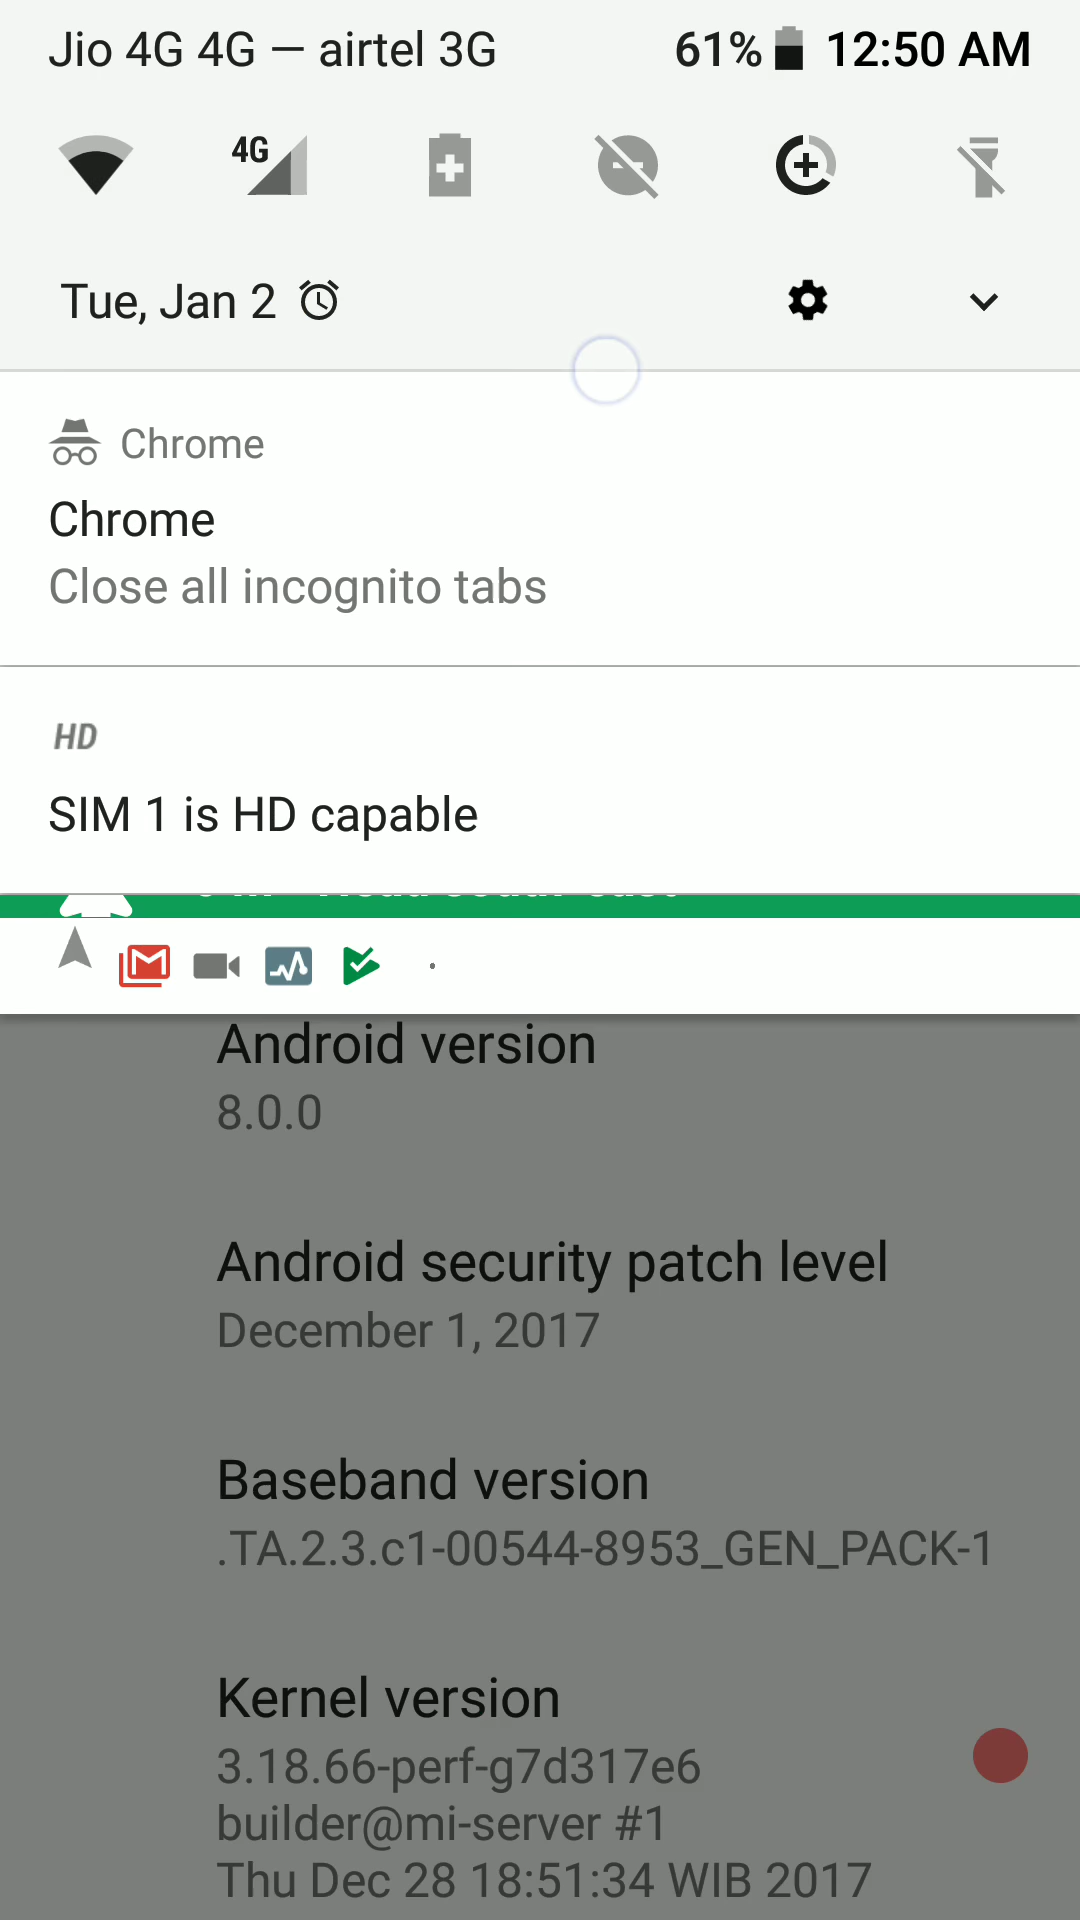 Jio 4G 4G — airtel 3G 61% 12:50 AM
4G
Tue, Jan 2
Chrome
Chrome
Close all incognito tabs
HD
SIM 1 is HD capable
Android version
8.0.0
Android security patch level
December 1, 2017
Baseband version
.TA.2.3.c1-00544-8953_GEN_PACK-1
Kernel version
3.18.66-perf-g7d317e6
builder@mi-server #1
Thu Dec 28 18:51:34 WIB 2017